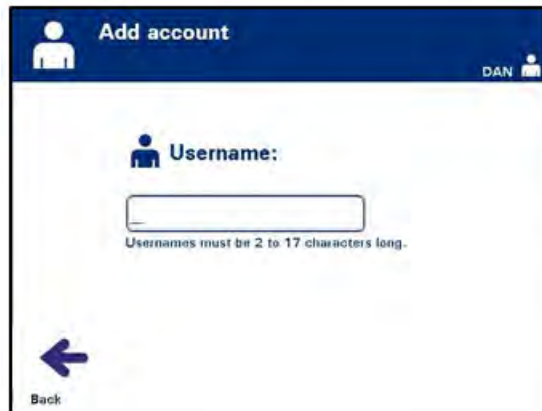 Add account
DAN
Username:
_
Usernames must be 2 to 17 characters long.
Back